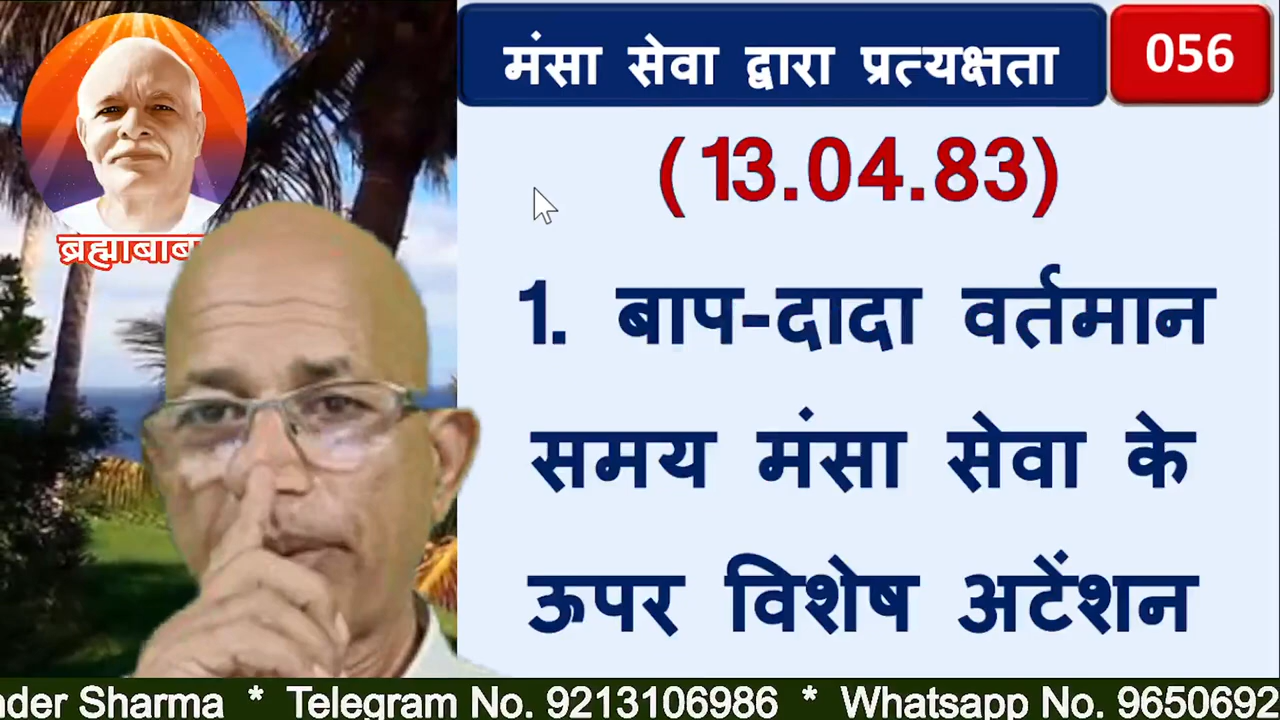 मंसा सेवा द्वारा प्रत्यक्षता
056
(13.04.83)
1. बाप-दादा वर्तमान
समय मंसा सेवा के
ऊपर विशेष अटेंशन
nder Sharma * Telegram No. 9213106986 * Whatsapp No. 9650692